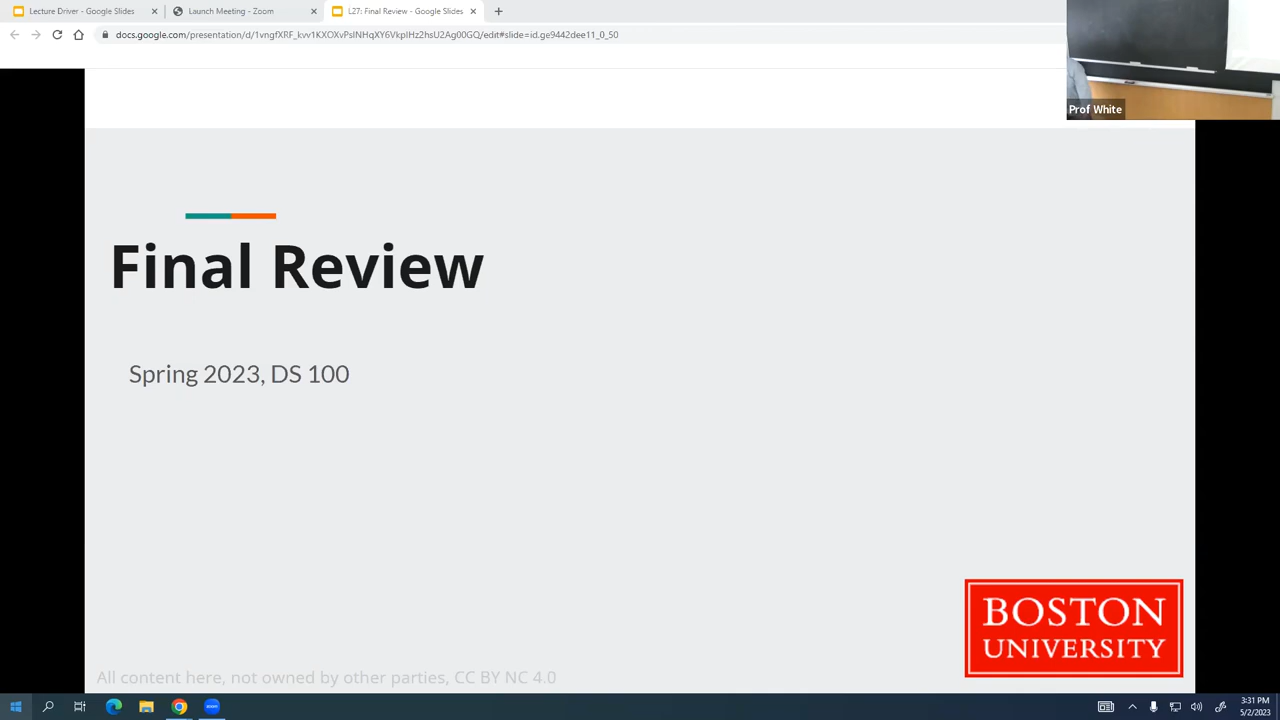 Lecture Driver - Google Slides
Launch Meeting - Zoom
L27: Final Review - Google Slides
Prof White
Final Review
Spring 2023, DS 100
BOSTON
UNIVERSITY
All content here, not owned by other parties, CC BY NC 4.0
3:31 PM
5/2/2023